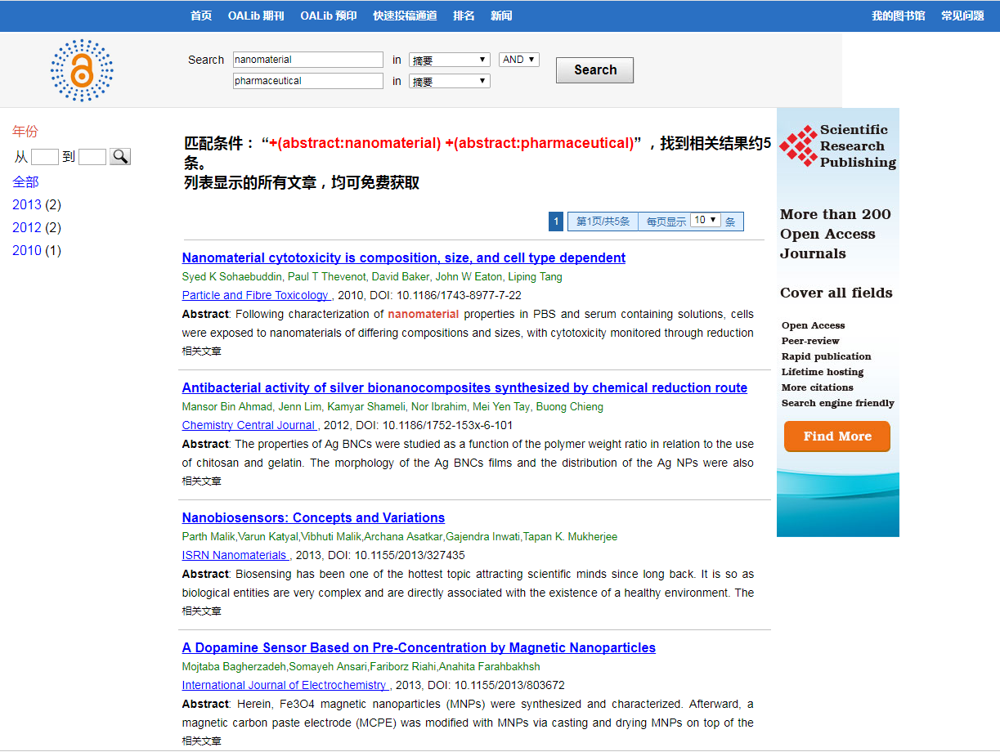 首页 OALib 期刊 OALib 预印 快速投稿通道 排名 新闻 我的图书馆 常见问题
Search nanomaterial in 摘要 AND
Search
pharmaceutical in 摘要
年份
从 到
全部
2013 (2)
2012 (2)
2010 (1)
匹配条件： “+(abstract:nanomaterial) +(abstract:pharmaceutical)” ，找到相关结果约5
条。
列表显示的所有文章，均可免费获取
1 第1页/共5条 每页显示 10 条
Nanomaterial cytotoxicity is composition, size, and cell type dependent
Syed K Sohaebuddin, Paul T Thevenot, David Baker, John W Eaton, Liping Tang
Particle and Fibre Toxicology , 2010, DOI: 10.1186/1743-8977-7-22
Abstract: Following characterization of nanomaterial properties in PBS and serum containing solutions, cells
were exposed to nanomaterials of differing compositions and sizes, with cytotoxicity monitored through reduction
相关文章
Antibacterial activity of silver bionanocomposites synthesized by chemical reduction route
Mansor Bin Ahmad, Jenn Lim, Kamyar Shameli, Nor Ibrahim, Mei Yen Tay, Buong Chieng
Chemistry Central Journal , 2012, DOI: 10.1186/1752-153x-6-101
Abstract: The properties of Ag BNCs were studied as a function of the polymer weight ratio in relation to the use
of chitosan and gelatin. The morphology of the Ag BNCs films and the distribution of the Ag NPs were also
相关文章
Nanobiosensors: Concepts and Variations
Parth Malik,Varun Katyal,Vibhuti Malik,Archana Asatkar,Gajendra Inwati,Tapan K. Mukherjee
ISRN Nanomaterials , 2013, DOI: 10.1155/2013/327435
Abstract: Biosensing has been one of the hottest topic attracting scientific minds since long back. It is so as
biological entities are very complex and are directly associated with the existence of a healthy environment. The
相关文章
A Dopamine Sensor Based on Pre-Concentration by Magnetic Nanoparticles
Mojtaba Bagherzadeh,Somayeh Ansari,Fariborz Riahi,Anahita Farahbakhsh
International Journal of Electrochemistry , 2013, DOI: 10.1155/2013/803672
Abstract: Herein, Fe3O4 magnetic nanoparticles (MNPs) were synthesized and characterized. Afterward, a
magnetic carbon paste electrode (MCPE) was modified with MNPs via casting and drying MNPs on top of the
相关文章
Scientific
Research
Publishing
More than 200
Open Access
Journals
Cover all fields
Open Access
Peer-review
Rapid publication
Lifetime hosting
More citations
Search engine friendly
Find More